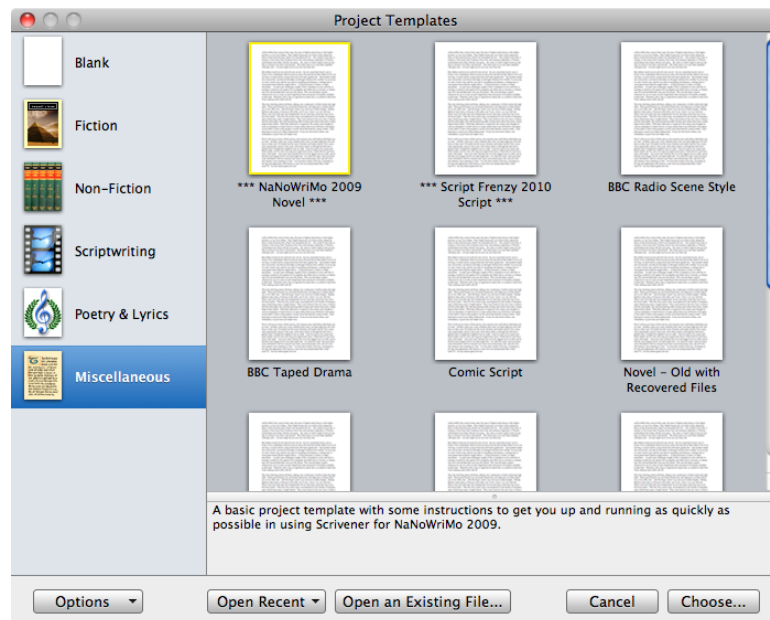 Project Templates
Blank
Fiction
Non-Fiction
Scriptwriting
Poetry & Lyrics
Miscellaneous
*** NaNoWriMo 2009
Novel ***
*** Script Frenzy 2010
Script ***
BBC Radio Scene Style
BBC Taped Drama
Comic Script
Novel - Old with
Recovered Files
A basic project template with some instructions to get you up and running as quickly as
possible in using Scrivener for NaNoWriMo 2009.
Options
Open Recent
Open an Existing File...
Cancel
Choose...